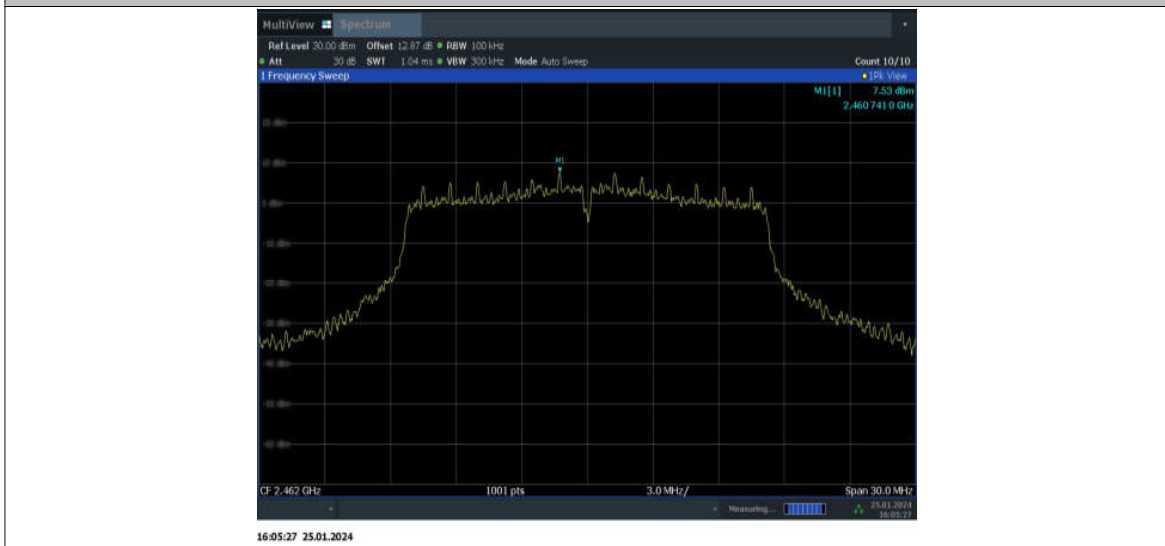 MultiView Spectrum
Ref Level 30.00 dBm Offset 12.87 dB RBW 100 kHz
Att 30 dB SWT 1.04 ms VBW 300 kHz Mode Auto Sweep Count 10/10
1 Frequency Sweep 1Pk View
M1[1] 7.53 dBm
2.460 741 0 GHz
M1
CF 2.462 GHz 1001 pts 3.0 MHz/ Span 30.0 MHz
Measuring... 25.01.2024
16:05:27
16:05:27 25.01.2024